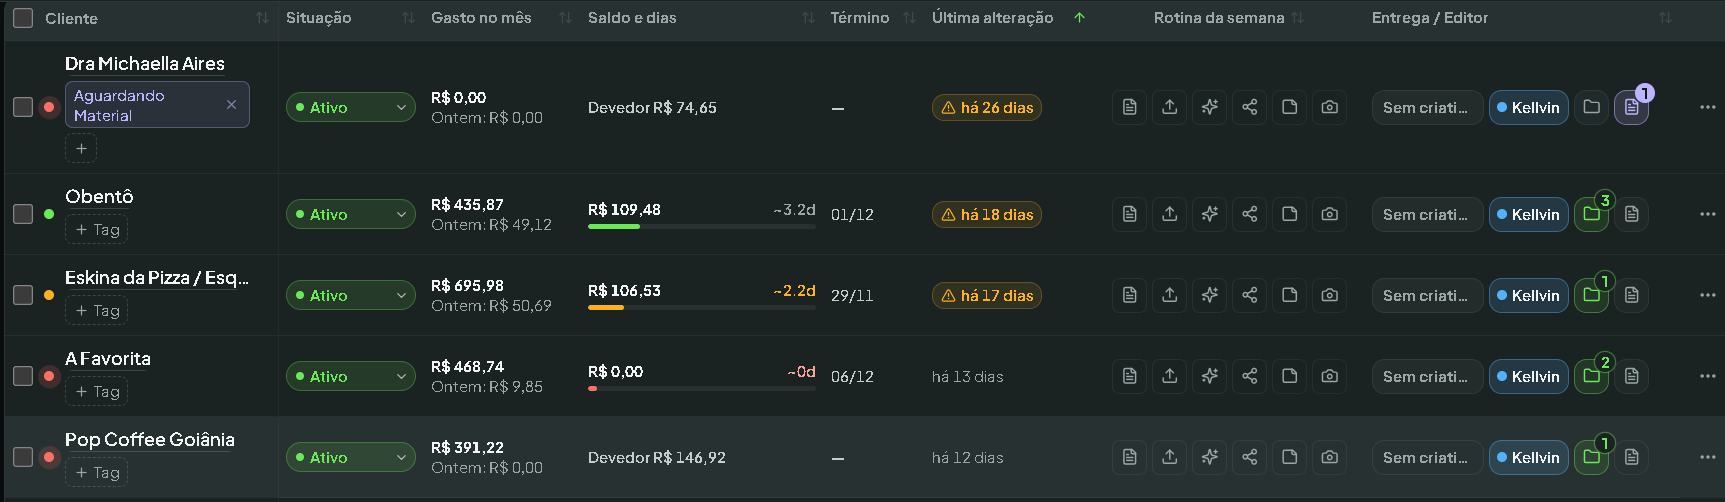 Cliente
Situação
Gasto no mês
Saldo e dias
Término
Última alteração
Rotina da semana
Entrega / Editor
Dra Michaella Aires
Aguardando
Material
+
Ativo
R$ 0,00
Ontem: R$ 0,00
Devedor R$ 74,65
—
há 26 dias
Sem criati...
Kellvin
1
Obentô
+ Tag
Ativo
R$ 435,87
Ontem: R$ 49,12
R$ 109,48
~3.2d
01/12
há 18 dias
Sem criati...
Kellvin
3
Eskina da Pizza / Esq...
+ Tag
Ativo
R$ 695,98
Ontem: R$ 50,69
R$ 106,53
~2.2d
29/11
há 17 dias
Sem criati...
Kellvin
1
A Favorita
+ Tag
Ativo
R$ 468,74
Ontem: R$ 9,85
R$ 0,00
~0d
06/12
há 13 dias
Sem criati...
Kellvin
2
Pop Coffee Goiânia
+ Tag
Ativo
R$ 391,22
Ontem: R$ 0,00
Devedor R$ 146,92
—
há 12 dias
Sem criati...
Kellvin
1